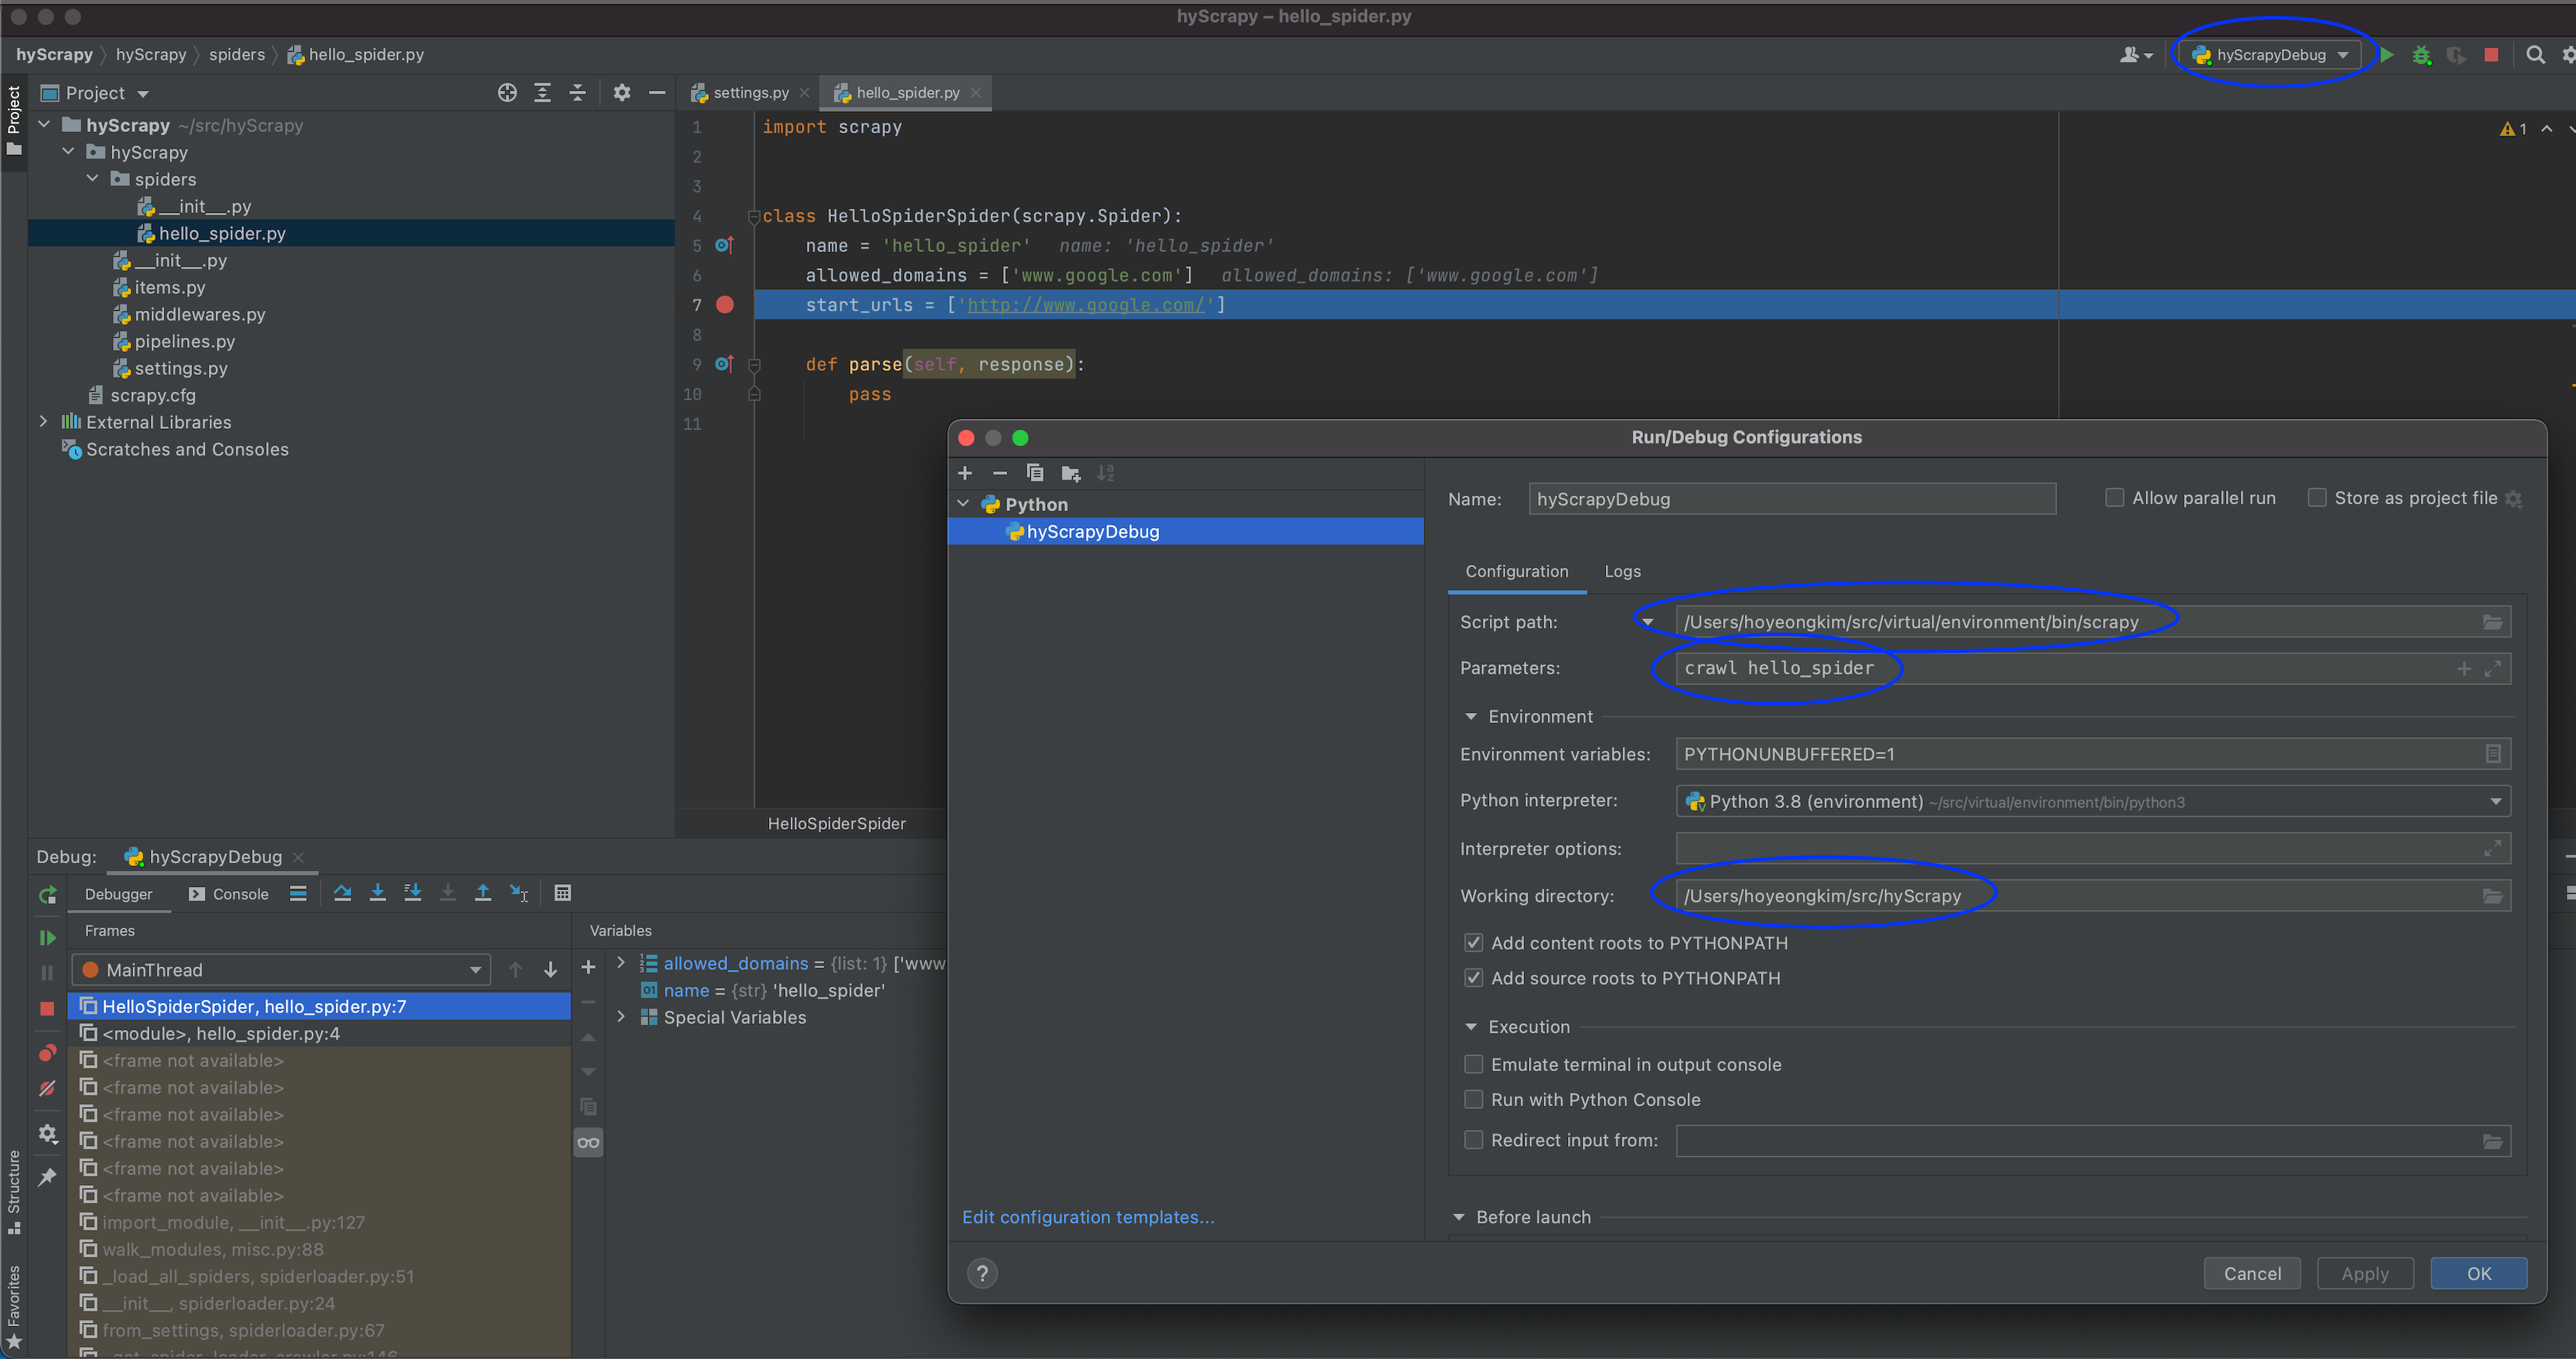 hyScrapy – hello_spider.py
hyScrapy hyScrapy spiders hello_spider.py
hyScrapyDebug
Project
Project
settings.py
hello_spider.py
hyScrapy ~/src/hyScrapy
hyScrapy
spiders
__init__.py
hello_spider.py
__init__.py
items.py
middlewares.py
pipelines.py
settings.py
scrapy.cfg
External Libraries
Scratches and Consoles
1 import scrapy
2
3
4 class HelloSpiderSpider(scrapy.Spider):
5 name = 'hello_spider' name: 'hello_spider'
6 allowed_domains = ['www.google.com'] allowed_domains: ['www.google.com']
7 start_urls = ['http://www.google.com/']
8
9 def parse(self, response):
10 pass
11
1
HelloSpiderSpider
Run/Debug Configurations
Python
hyScrapyDebug
Edit configuration templates...
Name: hyScrapyDebug
Allow parallel run
Store as project file
Configuration
Logs
Script path: /Users/hoyeongkim/src/virtual/environment/bin/scrapy
Parameters: crawl hello_spider
Environment
Environment variables: PYTHONUNBUFFERED=1
Python interpreter: Python 3.8 (environment) ~/src/virtual/environment/bin/python3
Interpreter options:
Working directory: /Users/hoyeongkim/src/hyScrapy
Add content roots to PYTHONPATH
Add source roots to PYTHONPATH
Execution
Emulate terminal in output console
Run with Python Console
Redirect input from:
Before launch
?
Cancel
Apply
OK
Debug: hyScrapyDebug
Debugger
Console
Frames
Variables
MainThread
HelloSpiderSpider, hello_spider.py:7
<module>, hello_spider.py:4
<frame not available>
<frame not available>
<frame not available>
<frame not available>
<frame not available>
<frame not available>
import_module, __init__.py:127
walk_modules, misc.py:88
_load_all_spiders, spiderloader.py:51
__init__, spiderloader.py:24
from_settings, spiderloader.py:67
_get_spider_loader, crawler.py:146
allowed_domains = {list: 1} ['www
name = {str} 'hello_spider'
Special Variables
Structure
Favorites